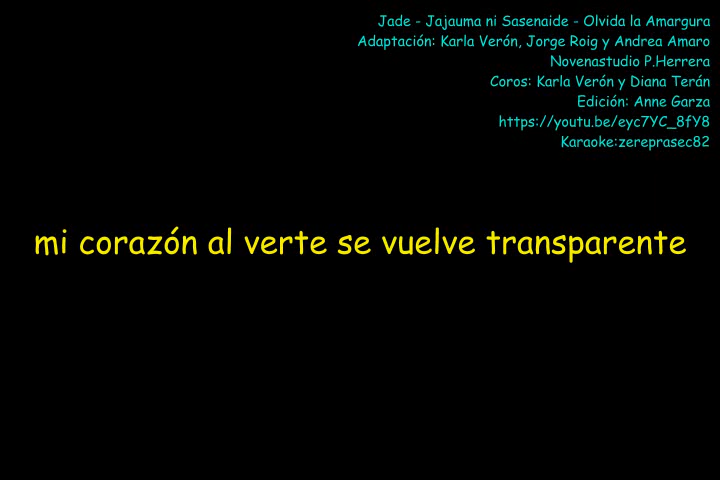 Jade - Jajauma ni Sasenaide - Olvida la Amargura
Adaptación: Karla Verón, Jorge Roig y Andrea Amaro
Novenastudio P.Herrera
Coros: Karla Verón y Diana Terán
Edición: Anne Garza
https://youtu.be/eyc7YC_8fY8
Karaoke:zereprasec82
mi corazón al verte se vuelve transparente